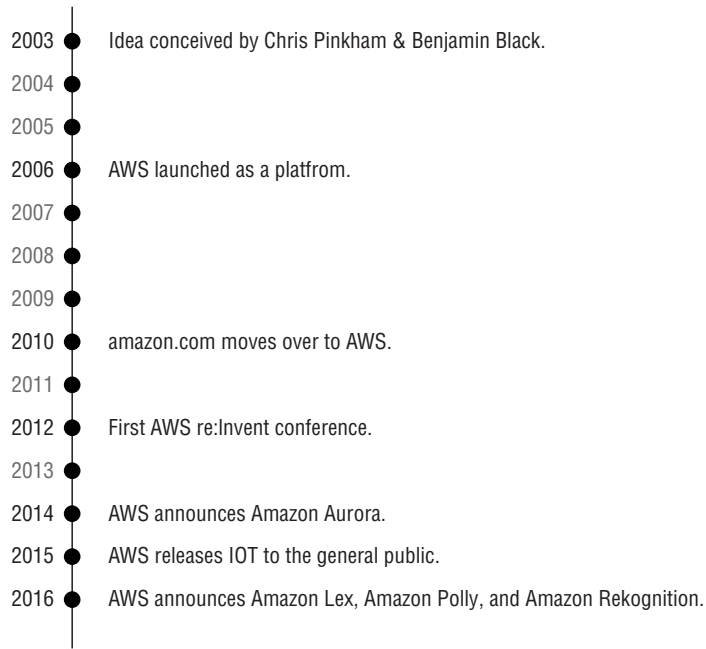 2003 Idea conceived by Chris Pinkham & Benjamin Black.
2004
2005
2006 AWS launched as a platfrom.
2007
2008
2009
2010 amazon.com moves over to AWS.
2011
2012 First AWS re:Invent conference.
2013
2014 AWS announces Amazon Aurora.
2015 AWS releases IOT to the general public.
2016 AWS announces Amazon Lex, Amazon Polly, and Amazon Rekognition.